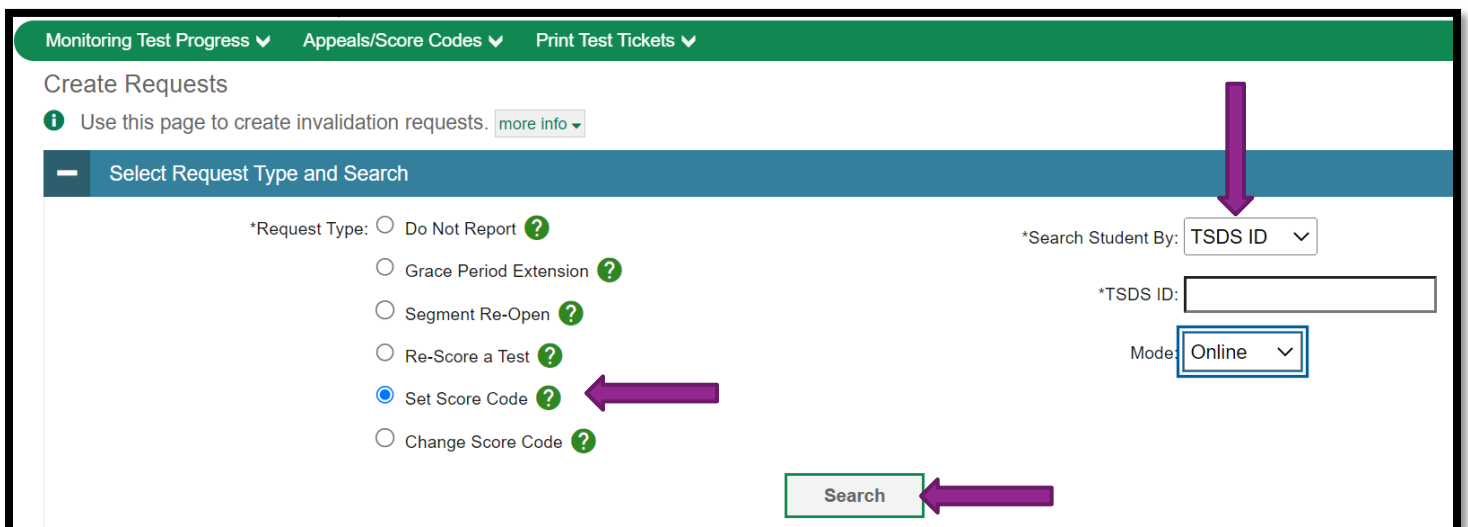 Monitoring Test Progress Appeals/Score Codes Print Test Tickets
Create Requests
Use this page to create invalidation requests. more info
Select Request Type and Search
*Request Type: Do Not Report ?
Grace Period Extension ?
Segment Re-Open ?
Re-Score a Test ?
Set Score Code ?
Change Score Code ?
*Search Student By: TSDS ID
*TSDS ID:
Mode: Online
Search